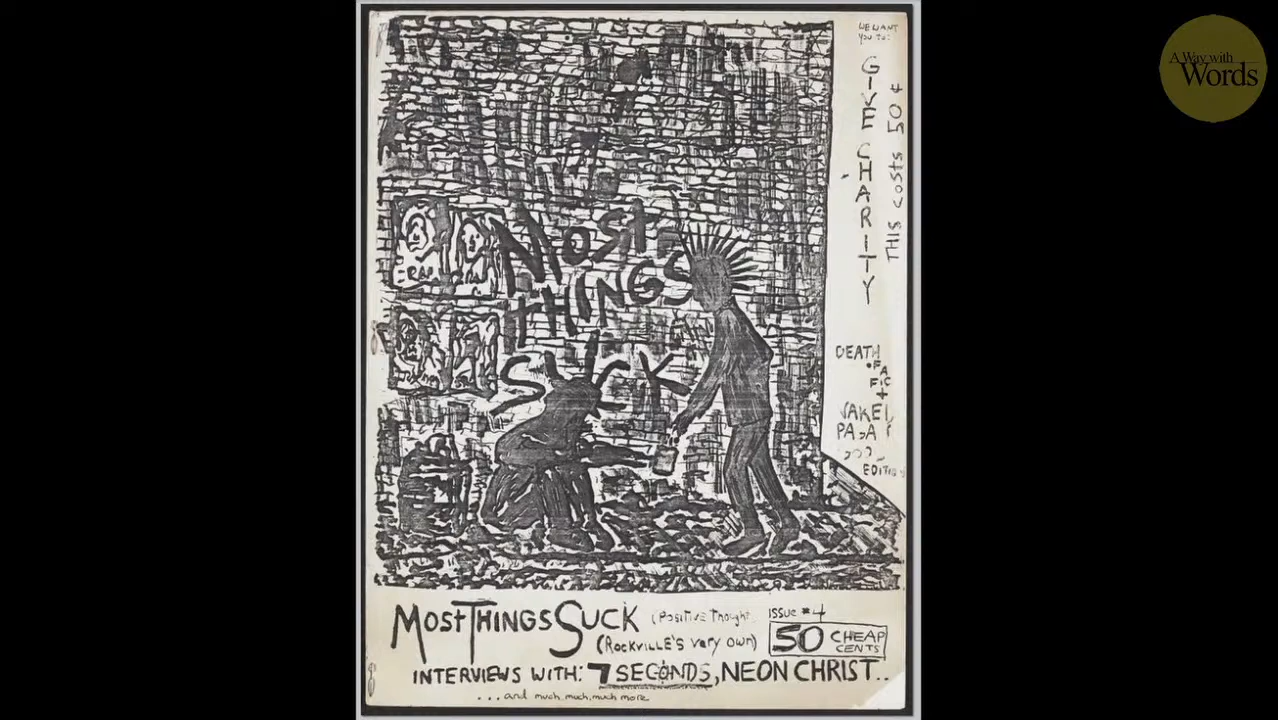 A Way with
Words
WE WANT
YOU TO:
GIVE CHARITY
THIS COSTS 50¢
DEATH
OF A
EDITION
MOST
THINGS
SUCK
MOST THINGS SUCK
(POSITIVE Thought
(ROCKVILLE'S very own)
ISSUE #4
50 CHEAP
CENTS
INTERVIEWS WITH: 7 SECONDS, NEON CHRIST..
...and much, much, much more